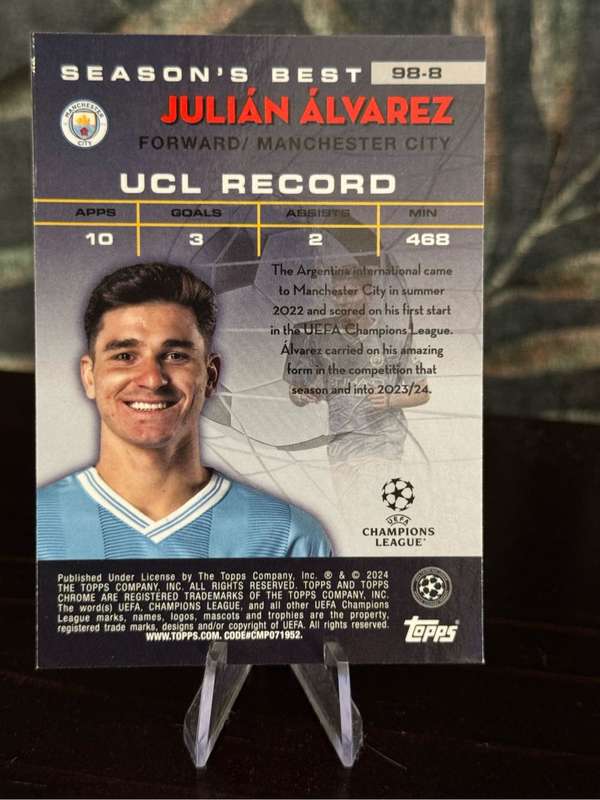 SEASON'S BEST 98-8
JULIÁN ÁLVAREZ
MANCHESTER CITY
FORWARD/ MANCHESTER CITY
UCL RECORD
APPS GOALS ASSISTS MIN
10 3 2 468
The Argentina international came
to Manchester City in summer
2022 and scored on his first start
in the UEFA Champions League.
Álvarez carried on his amazing
form in the competition that
season and into 2023/24.
UEFA
CHAMPIONS
LEAGUE
Published Under License by The Topps Company, Inc. ® & © 2024
THE TOPPS COMPANY, INC. ALL RIGHTS RESERVED. TOPPS AND TOPPS
CHROME ARE REGISTERED TRADEMARKS OF THE TOPPS COMPANY, INC.
The word(s) UEFA, CHAMPIONS LEAGUE, and all other UEFA Champions
League marks, names, logos, mascots and trophies are the property,
registered trade marks, designs and/or copyright of UEFA. All rights reserved.
WWW.TOPPS.COM. CODE#CMP071952.
Topps